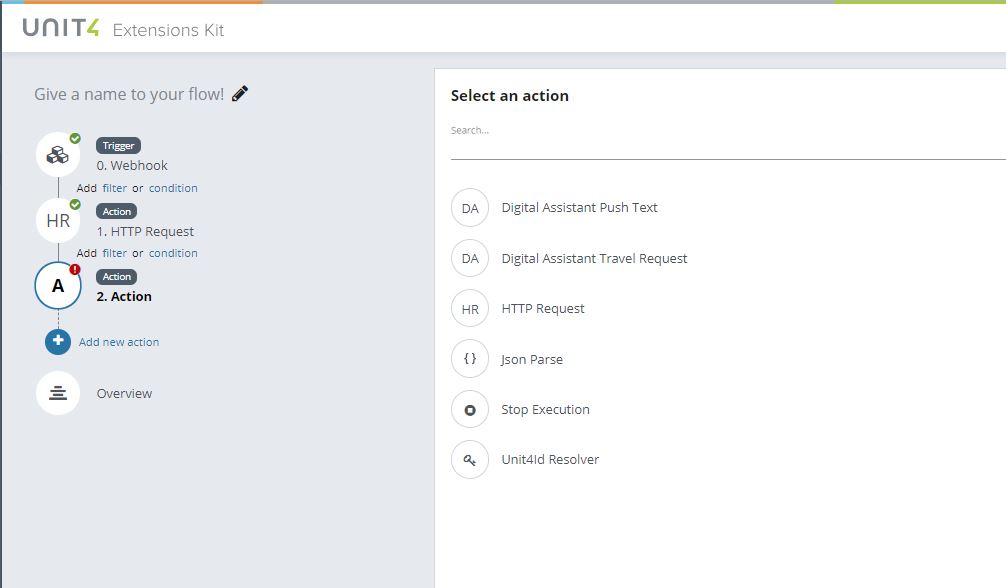 UNIT4 Extensions Kit
Give a name to your flow!
Trigger
0. Webhook
Add filter or condition
HR
Action
1. HTTP Request
Add filter or condition
A
Action
2. Action
Add new action
Overview
Select an action
Search...
DA Digital Assistant Push Text
DA Digital Assistant Travel Request
HR HTTP Request
{} Json Parse
Stop Execution
Unit4Id Resolver